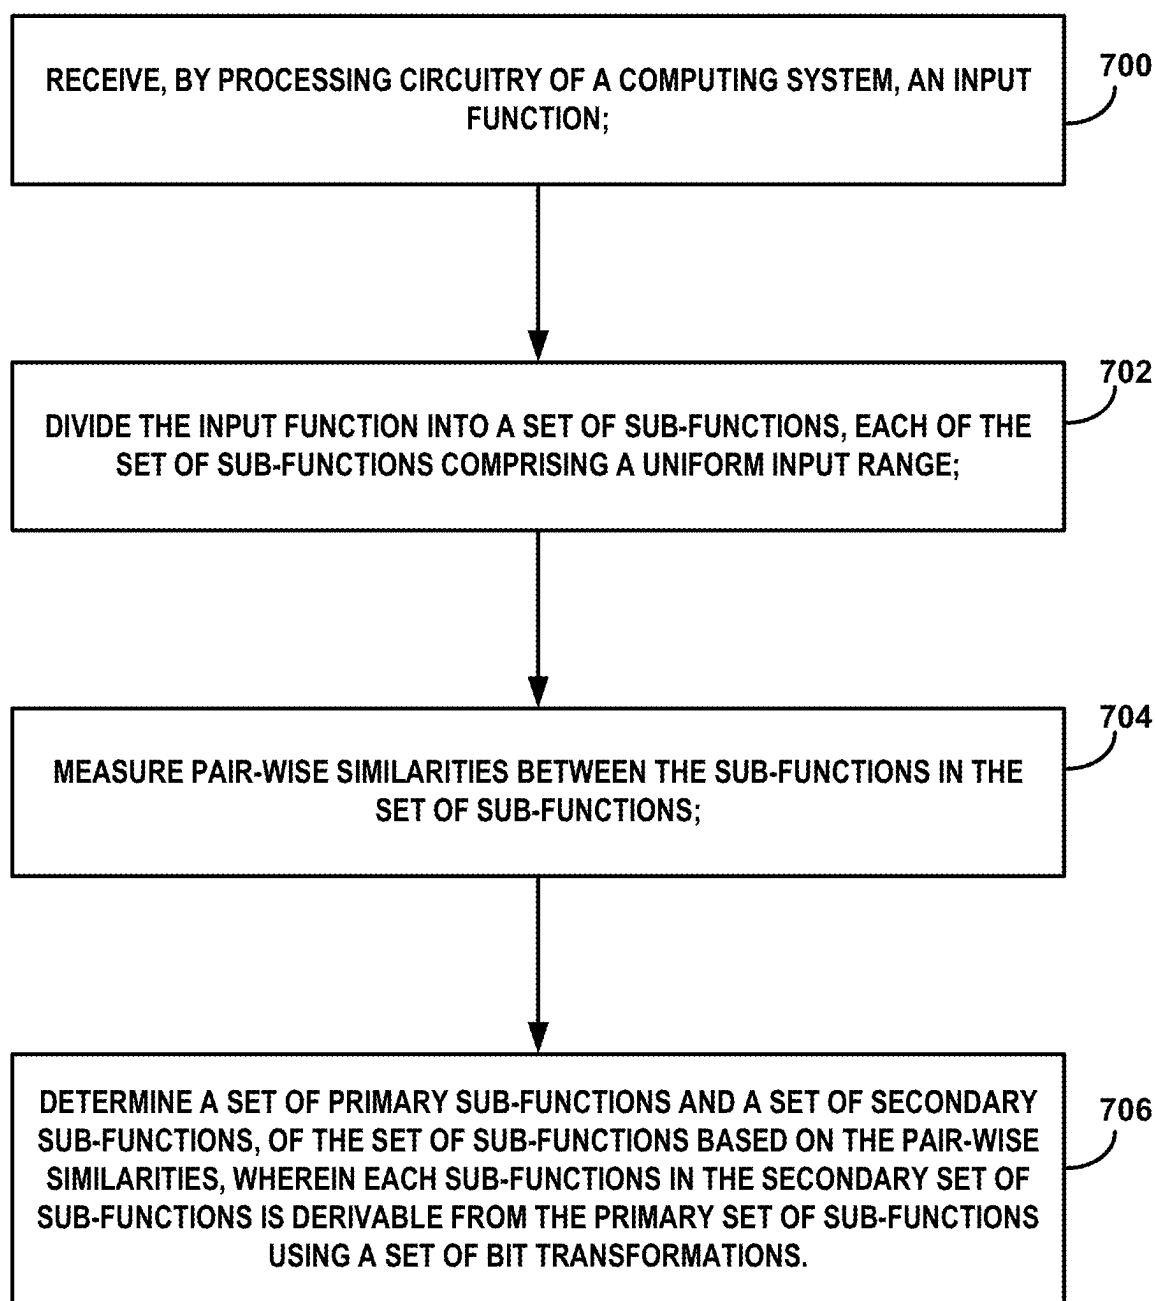 RECEIVE, BY PROCESSING CIRCUITRY OF A COMPUTING SYSTEM, AN INPUT
FUNCTION;
700
DIVIDE THE INPUT FUNCTION INTO A SET OF SUB-FUNCTIONS, EACH OF THE
SET OF SUB-FUNCTIONS COMPRISING A UNIFORM INPUT RANGE;
702
MEASURE PAIR-WISE SIMILARITIES BETWEEN THE SUB-FUNCTIONS IN THE
SET OF SUB-FUNCTIONS;
704
DETERMINE A SET OF PRIMARY SUB-FUNCTIONS AND A SET OF SECONDARY
SUB-FUNCTIONS, OF THE SET OF SUB-FUNCTIONS BASED ON THE PAIR-WISE
SIMILARITIES, WHEREIN EACH SUB-FUNCTIONS IN THE SECONDARY SET OF
SUB-FUNCTIONS IS DERIVABLE FROM THE PRIMARY SET OF SUB-FUNCTIONS
USING A SET OF BIT TRANSFORMATIONS.
706